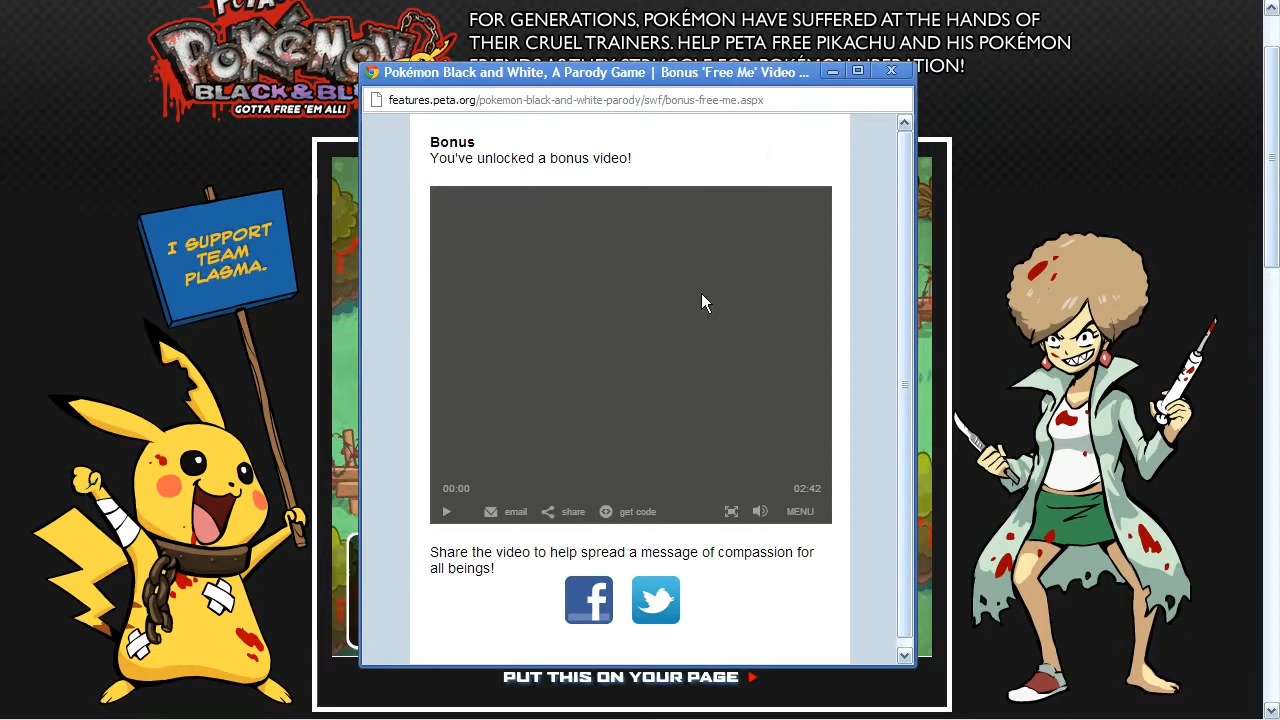 PETA
POKéMON
BLACK & BLUE
GOTTA FREE 'EM ALL!
FOR GENERATIONS, POKÉMON HAVE SUFFERED AT THE HANDS OF
THEIR CRUEL TRAINERS. HELP PETA FREE PIKACHU AND HIS POKÉMON
Pokémon Black and White, A Parody Game | Bonus 'Free Me' Video ...
features.peta.org/pokemon-black-and-white-parody/swf/bonus-free-me.aspx
Bonus
You've unlocked a bonus video!
I SUPPORT
TEAM
PLASMA.
00:00 02:42
email share get code MENU
Share the video to help spread a message of compassion for
all beings!
PUT THIS ON YOUR PAGE